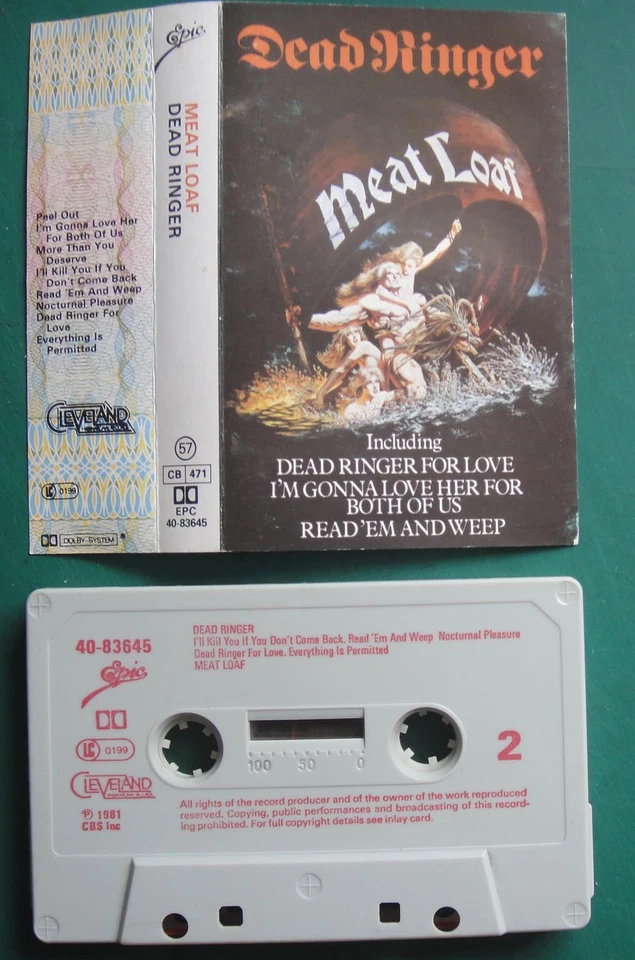 Peel Out
I'm Gonna Love Her
For Both Of Us
More Than You
Deserve
I'll Kill You If You
Don't Come Back
Read 'Em And Weep
Nocturnal Pleasure
Dead Ringer For
Love
Everything Is
Permitted
CLEVELAND
LC 0199
DOLBY SYSTEM ®
Epic
MEAT LOAF
DEAD RINGER
57
CB 471
EPC
40-83645
Dead Ringer
Meat Loaf
Including
DEAD RINGER FOR LOVE
I'M GONNA LOVE HER FOR
BOTH OF US
READ 'EM AND WEEP
40-83645
Epic
LC 0199
CLEVELAND
℗ 1981
CBS Inc
DEAD RINGER
I'll Kill You If You Don't Come Back. Read 'Em And Weep Nocturnal Pleasure
Dead Ringer For Love. Everything Is Permitted
MEAT LOAF
100 50 0
2
All rights of the record producer and of the owner of the work reproduced
reserved. Copying, public performances and broadcasting of this record-
ing prohibited. For full copyright details see inlay card.